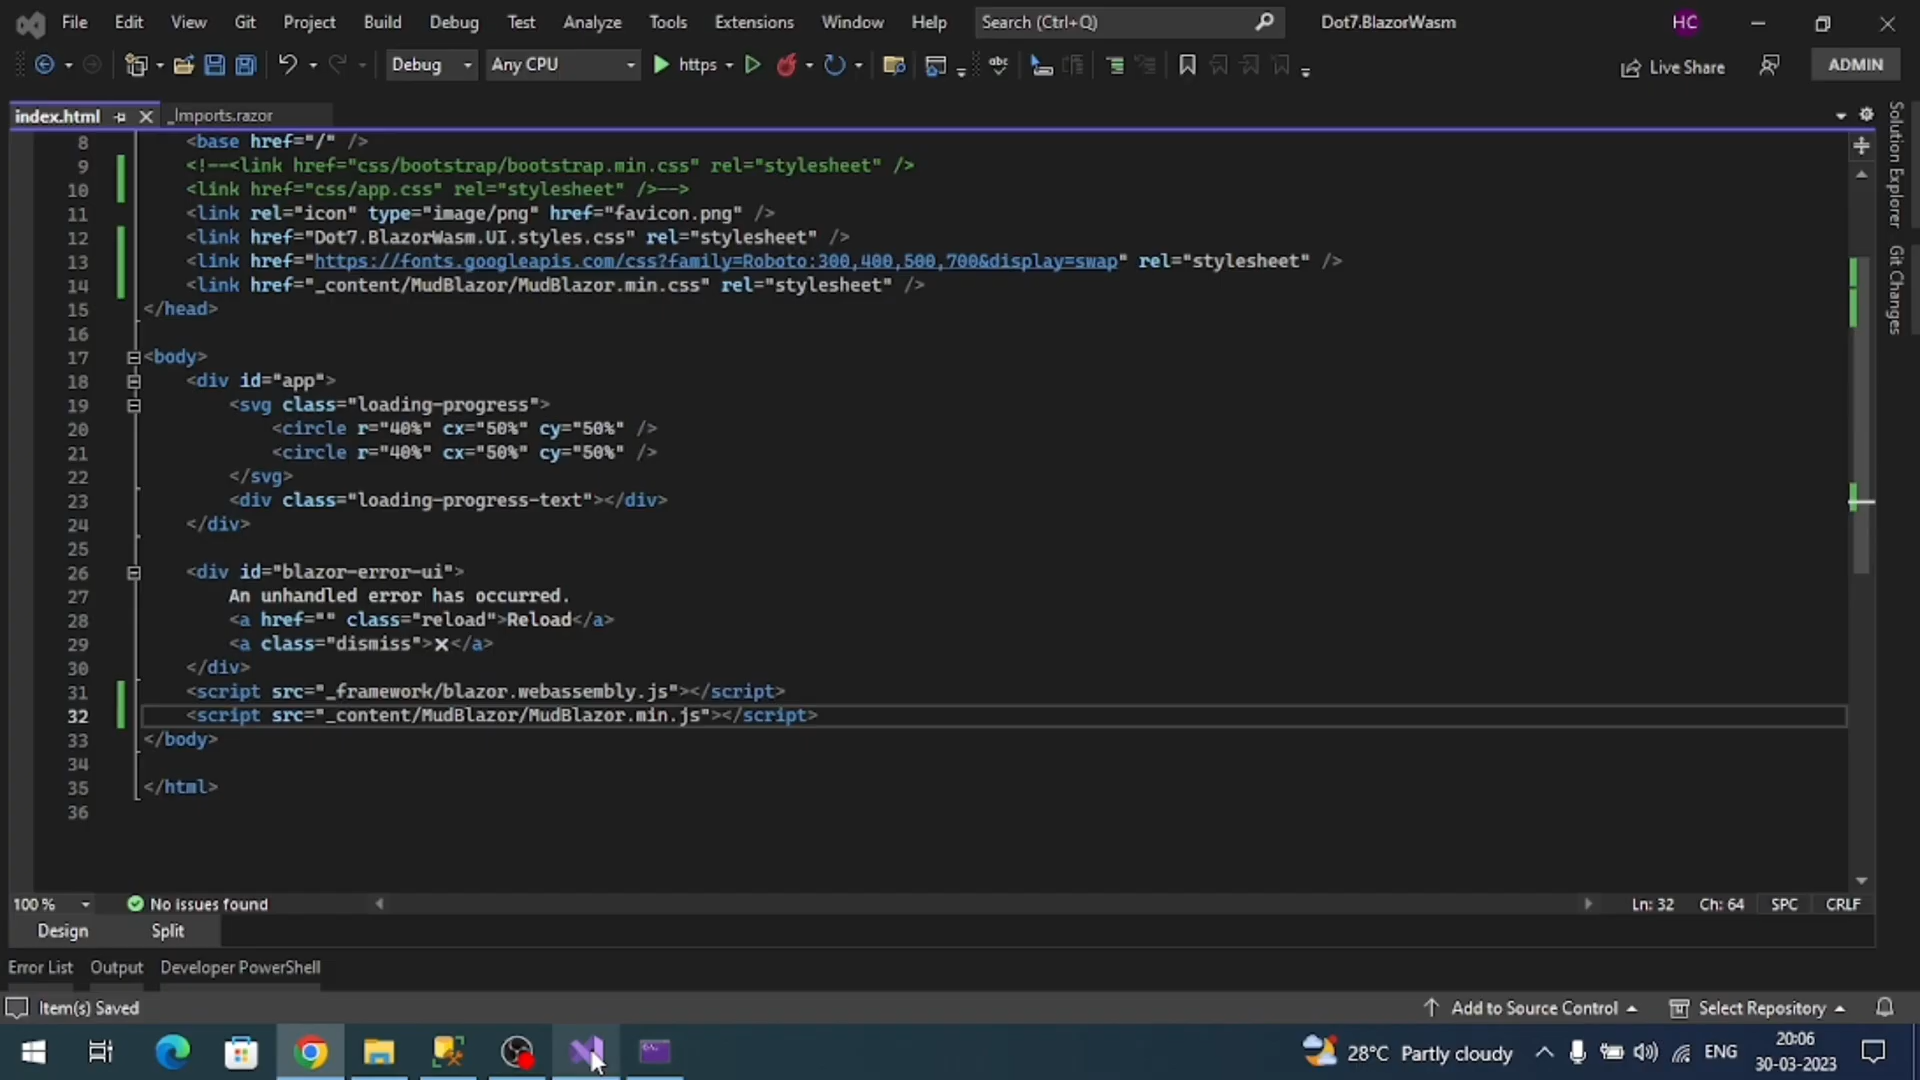 File Edit View Git Project Build Debug Test Analyze Tools Extensions Window Help Search (Ctrl+Q) Dot7.BlazorWasm HC
Debug Any CPU https Live Share ADMIN
index.html _Imports.razor
8 <base href="/" />
9 <!--<link href="css/bootstrap/bootstrap.min.css" rel="stylesheet" />
10 <link href="css/app.css" rel="stylesheet" />-->
11 <link rel="icon" type="image/png" href="favicon.png" />
12 <link href="Dot7.BlazorWasm.UI.styles.css" rel="stylesheet" />
13 <link href="https://fonts.googleapis.com/css?family=Roboto:300,400,500,700&display=swap" rel="stylesheet" />
14 <link href="_content/MudBlazor/MudBlazor.min.css" rel="stylesheet" />
15 </head>
16
17 <body>
18 <div id="app">
19 <svg class="loading-progress">
20 <circle r="40%" cx="50%" cy="50%" />
21 <circle r="40%" cx="50%" cy="50%" />
22 </svg>
23 <div class="loading-progress-text"></div>
24 </div>
25
26 <div id="blazor-error-ui">
27 An unhandled error has occurred.
28 <a href="" class="reload">Reload</a>
29 <a class="dismiss">🗙</a>
30 </div>
31 <script src="_framework/blazor.webassembly.js"></script>
32 <script src="_content/MudBlazor/MudBlazor.min.js"></script>
33 </body>
34
35 </html>
36
Solution Explorer
Git Changes
100 % No issues found Ln: 32 Ch: 64 SPC CRLF
Design Split
Error List Output Developer PowerShell
Item(s) Saved Add to Source Control Select Repository
28°C Partly cloudy ENG 20:06
30-03-2023